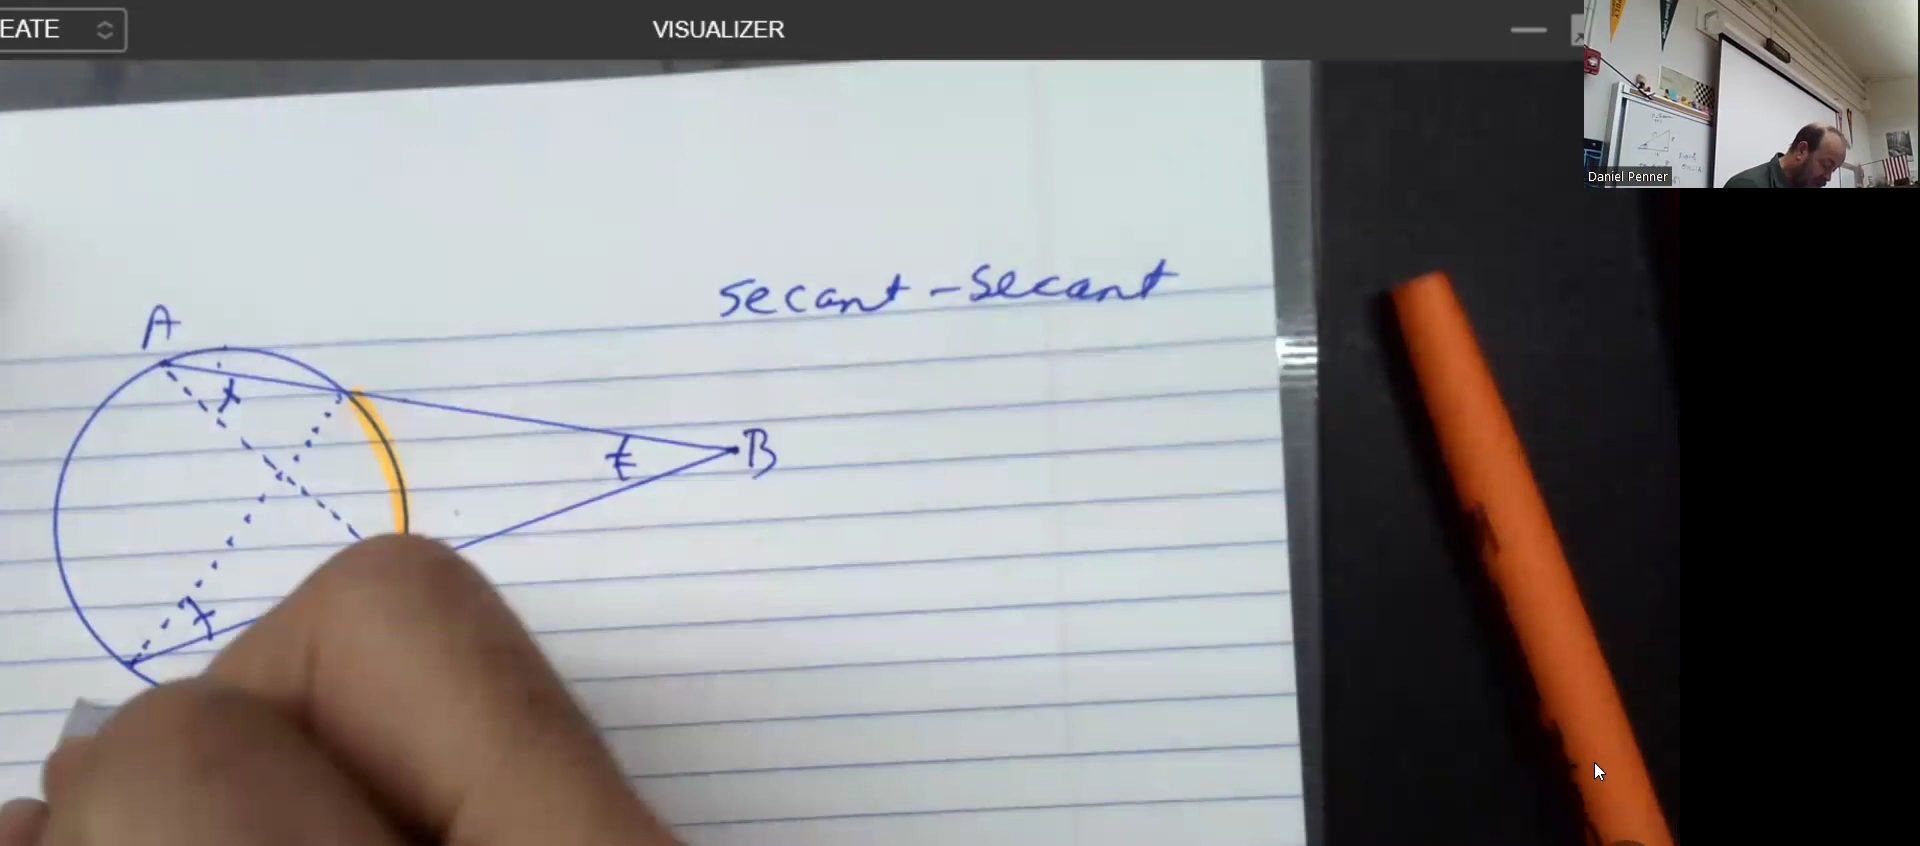 EATE
VISUALIZER
Daniel Penner
secant - secant
A
B